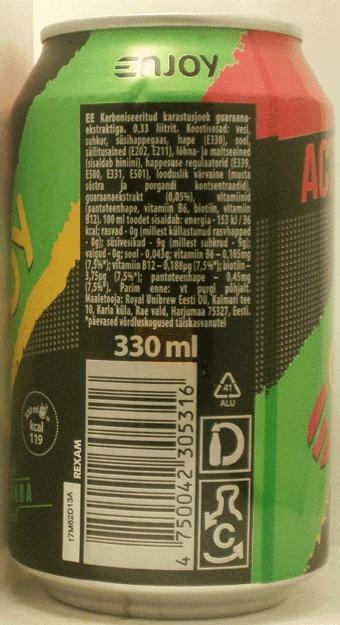 ENJOY
EE Karboniseeritud karastusjook guaraana-
ekstraktiga. 0,33 liitrit. Koostisosad: vesi,
suhkur, süsihappegaas, hape (E330), sool,
säilitusained (E202, E211), lõhna- ja maitseained
(sisaldab hiniini), happesuse regulaatorid (E339,
E500, E331, E501), looduslik värvaine (musta
sõstra ja porgandi kontsentraadid),
guaraanaekstrakt (0,05%), vitamiinid
pantoteenhape, vitamiin B6, biotiin, vitamiin
B12). 100 ml toodet sisaldab: energia - 153 kJ / 36
kcal; rasvad - 0g (millest küllastunud rasvhapped
- 0g); süsivesikud - 9g (millest suhkrud - 9g);
valgud - 0g; sool - 0,043g; vitamiin B6 – 0,105mg
(7,5%*); vitamiin B12 – 0,188µg (7,5%*); biotiin –
3,75µg (7,5%*); pantoteenhape – 0,45mg
(7,5%*). Parim enne: vt purgi põhjalt.
Maaletooja: Royal Unibrew Eesti OÜ, Kalmari tee
10, Karla küla, Rae vald, Harjumaa 75327, Eesti.
*päevased võrdluskogused täiskasvanutel
330 ml
ACT
330 ml
kcal
119
REXAM
17M62D13A
4 750042 305316
41
ALU
C